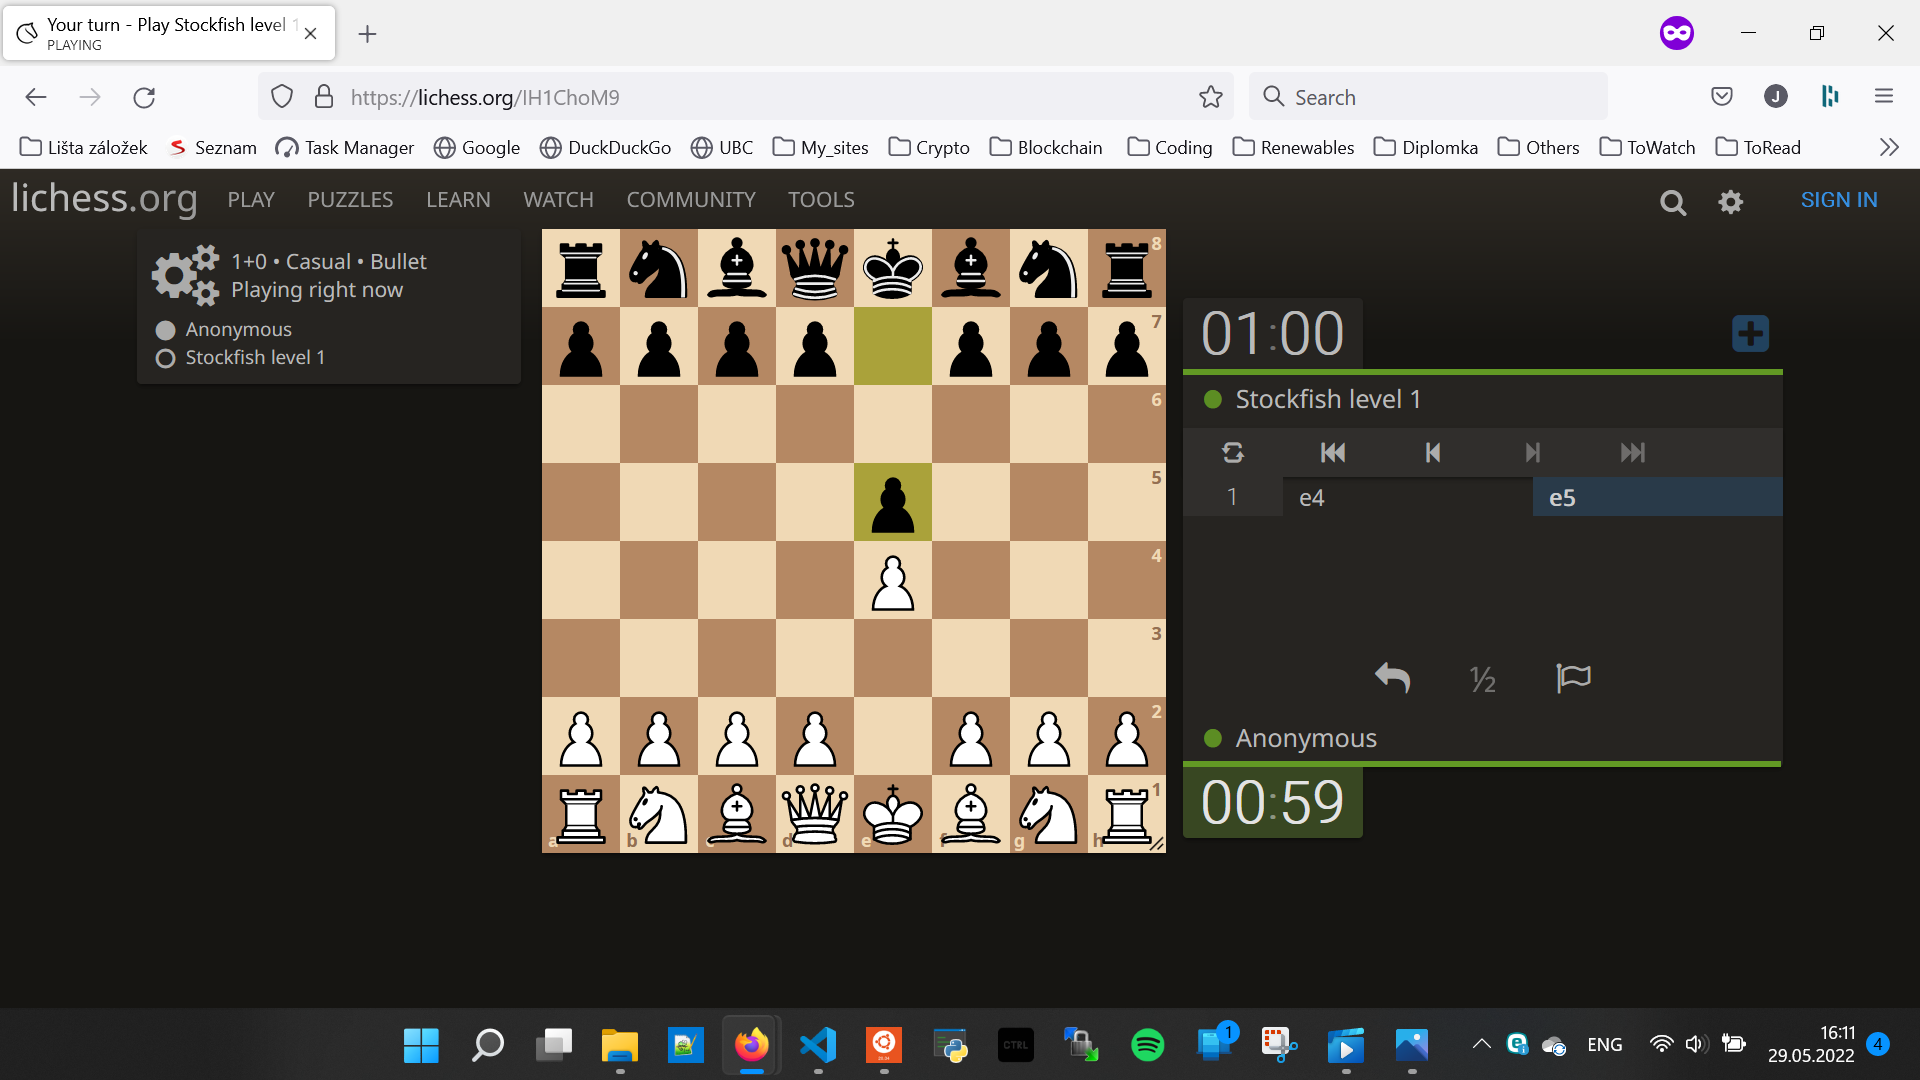 Your turn - Play Stockfish level 1
PLAYING
https://lichess.org/IH1ChoM9
Search
J
Lišta záložek
Seznam
Task Manager
Google
DuckDuckGo
UBC
My_sites
Crypto
Blockchain
Coding
Renewables
Diplomka
Others
ToWatch
ToRead
lichess.org
PLAY
PUZZLES
LEARN
WATCH
COMMUNITY
TOOLS
SIGN IN
1+0 • Casual • Bullet
Playing right now
Anonymous
Stockfish level 1
8
7
6
5
4
3
2
1
a
b
c
d
e
f
g
h
01:00
Stockfish level 1
1 e4 e5
½
Anonymous
00:59
CTRL
1
ENG
16:11
29.05.2022
4